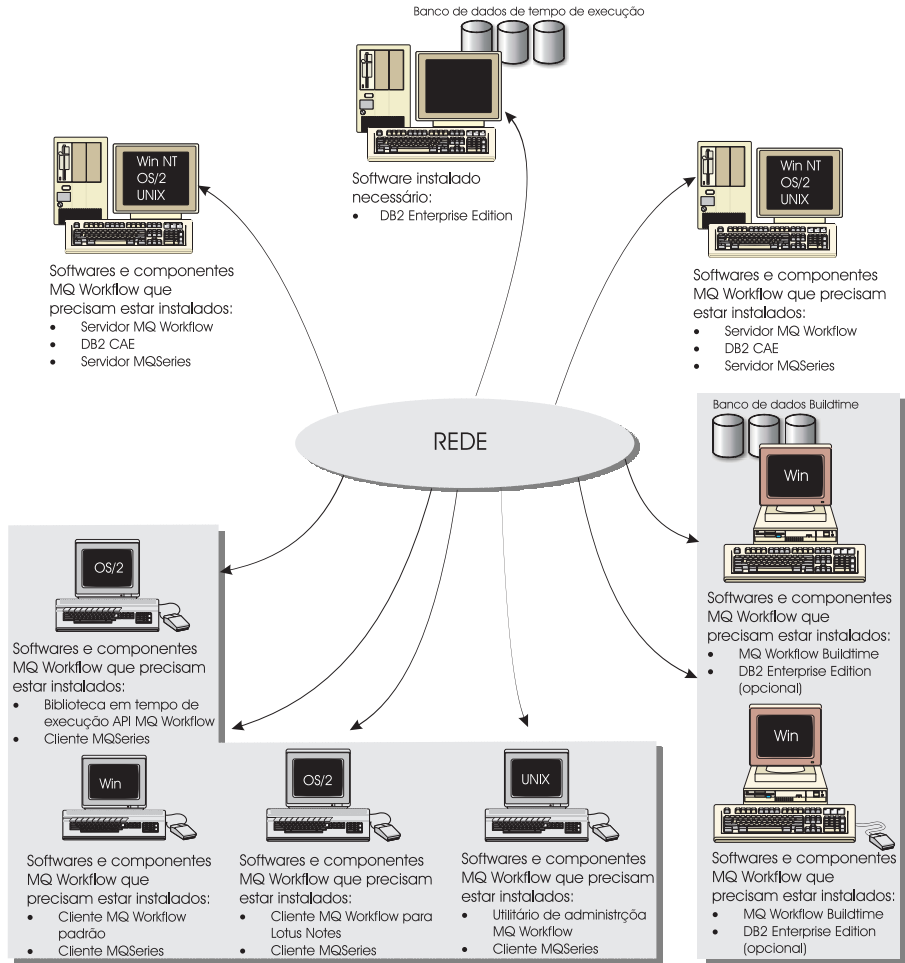 Banco de dados de tempo de execução
Software instalado
necessário:
• DB2 Enterprise Edition
Win NT
OS/2
UNIX
Softwares e componentes
MQ Workflow que
precisam estar instalados:
• Servidor MQ Workflow
• DB2 CAE
• Servidor MQSeries
Win NT
OS/2
UNIX
Softwares e componentes
MQ Workflow que precisam
estar instalados:
• Servidor MQ Workflow
• DB2 CAE
• Servidor MQSeries
REDE
Banco de dados Buildtime
Win
Softwares e componentes
MQ Workflow que
precisam estar instalados:
• MQ Workflow Buildtime
• DB2 Enterprise Edition
(opcional)
Win
Softwares e componentes
MQ Workflow que
precisam estar instalados:
• MQ Workflow Buildtime
• DB2 Enterprise Edition
(opcional)
OS/2
Softwares e componentes
MQ Workflow que precisam
estar instalados:
• Biblioteca em tempo de
execução API MQ Workflow
• Cliente MQSeries
Win
Softwares e componentes
MQ Workflow que
precisam estar instalados:
• Cliente MQ Workflow
padrão
• Cliente MQSeries
OS/2
Softwares e componentes
MQ Workflow que precisam
estar instalados:
• Cliente MQ Workflow para
Lotus Notes
• Cliente MQSeries
UNIX
Softwares e componentes
MQ Workflow que precisam
estar instalados:
• Utilitário de administrçõa
MQ Workflow
• Cliente MQSeries